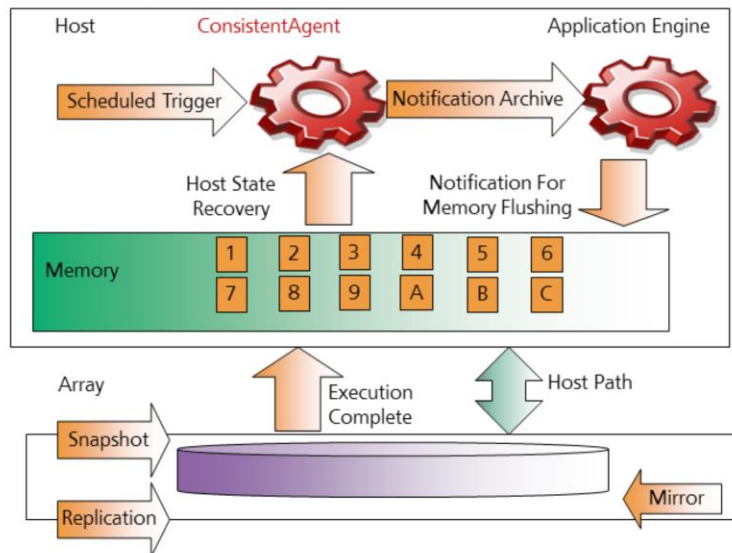 Host
ConsistentAgent
Application Engine
Scheduled Trigger
Notification Archive
Host State
Recovery
Notification For
Memory Flushing
Memory
1 2 3 4 5 6
7 8 9 A B C
Array
Execution
Complete
Host Path
Snapshot
Replication
Mirror